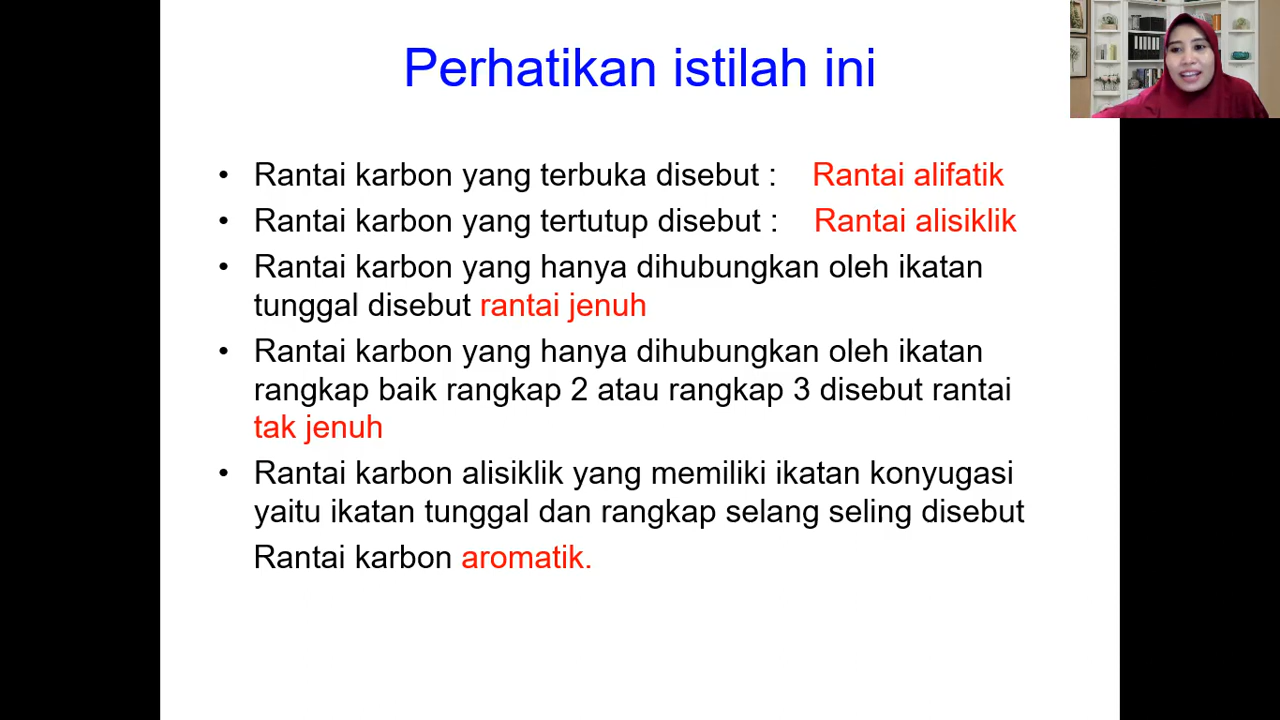 Perhatikan istilah ini
• Rantai karbon yang terbuka disebut : Rantai alifatik
• Rantai karbon yang tertutup disebut : Rantai alisiklik
• Rantai karbon yang hanya dihubungkan oleh ikatan
tunggal disebut rantai jenuh
• Rantai karbon yang hanya dihubungkan oleh ikatan
rangkap baik rangkap 2 atau rangkap 3 disebut rantai
tak jenuh
• Rantai karbon alisiklik yang memiliki ikatan konyugasi
yaitu ikatan tunggal dan rangkap selang seling disebut
Rantai karbon aromatik.